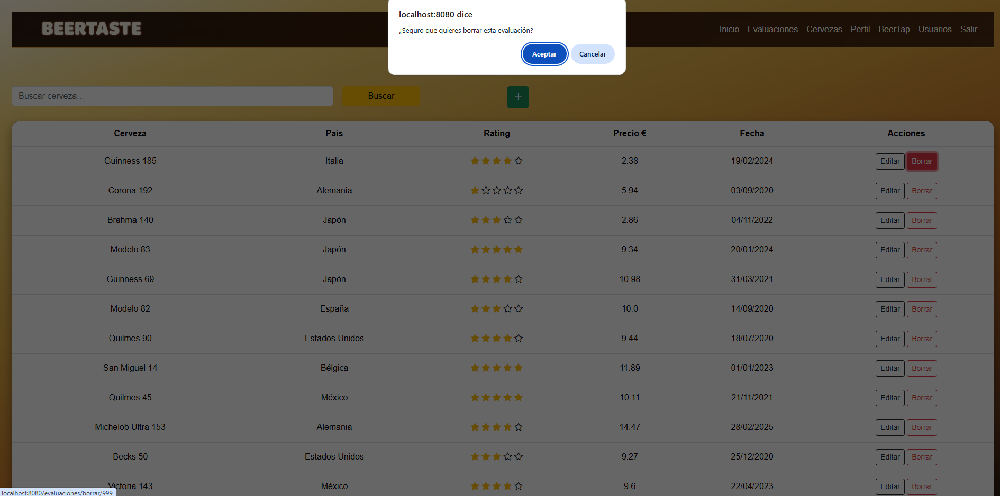 localhost:8080 dice
¿Seguro que quieres borrar esta evaluación?
Aceptar Cancelar
BEERTASTE Inicio Evaluaciones Cervezas Perfil BeerTap Usuarios Salir
Buscar cerveza... Buscar +
Cerveza País Rating Precio € Fecha Acciones
Guinness 185 Italia 2.38 19/02/2024 Editar Borrar
Corona 192 Alemania 5.94 03/09/2020 Editar Borrar
Brahma 140 Japón 2.86 04/11/2022 Editar Borrar
Modelo 83 Japón 9.34 20/01/2024 Editar Borrar
Guinness 69 Japón 10.98 31/03/2021 Editar Borrar
Modelo 82 España 10.0 14/09/2020 Editar Borrar
Quilmes 90 Estados Unidos 9.44 18/07/2020 Editar Borrar
San Miguel 14 Bélgica 11.89 01/01/2023 Editar Borrar
Quilmes 45 México 10.11 21/11/2021 Editar Borrar
Michelob Ultra 153 Alemania 14.47 28/02/2025 Editar Borrar
Becks 50 Estados Unidos 9.27 25/12/2020 Editar Borrar
Victoria 143 México 9.6 22/04/2023 Editar Borrar
localhost:8080/evaluaciones/borrar/999